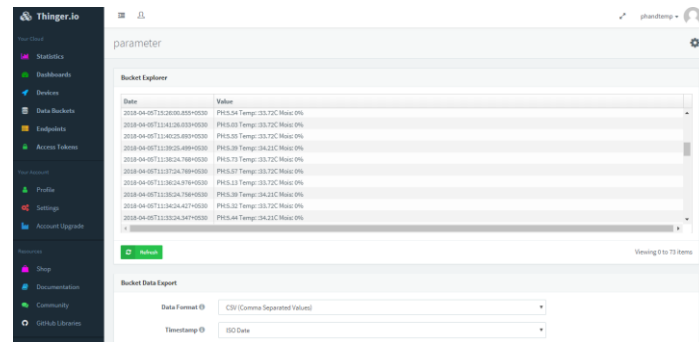 Thinger.io
phandtemp
Your Cloud
Statistics
Dashboards
Devices
Data Buckets
Endpoints
Access Tokens
Your Account
Profile
Settings
Account Upgrade
Resources
Shop
Documentation
Community
GitHub Libraries
parameter
Bucket Explorer
Date Value
2018-04-05T15:26:00.855+0530 PH:5.54 Temp::33.72C Mois: 0%
2018-04-05T11:41:26.033+0530 PH:5.03 Temp::33.72C Mois: 0%
2018-04-05T11:40:25.893+0530 PH:5.55 Temp::33.72C Mois: 0%
2018-04-05T11:39:25.499+0530 PH:5.39 Temp::34.21C Mois: 0%
2018-04-05T11:38:24.768+0530 PH:5.73 Temp::33.72C Mois: 0%
2018-04-05T11:37:24.769+0530 PH:5.57 Temp::33.72C Mois: 0%
2018-04-05T11:36:24.976+0530 PH:5.13 Temp::33.72C Mois: 0%
2018-04-05T11:35:24.756+0530 PH:5.39 Temp::34.21C Mois: 0%
2018-04-05T11:34:24.427+0530 PH:5.32 Temp::33.72C Mois: 0%
2018-04-05T11:33:24.347+0530 PH:5.44 Temp::34.21C Mois: 0%
Refresh
Viewing 0 to 73 items
Bucket Data Export
Data Format CSV (Comma Separated Values)
Timestamp ISO Date